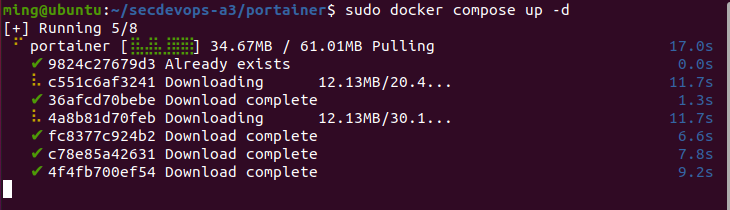 ming@ubuntu:~/secdevops-a3/portainer$ sudo docker compose up -d
[+] Running 5/8
portainer [⣿⣼⣿⣸⣿⣿⣿] 34.67MB / 61.01MB Pulling 17.0s
✔ 9824c27679d3 Already exists 0.0s
c551c6af3241 Downloading 12.13MB/20.4... 11.7s
✔ 36afcd70bebe Download complete 1.3s
4a8b81d70feb Downloading 12.13MB/30.1... 11.7s
✔ fc8377c924b2 Download complete 6.6s
✔ c78e85a42631 Download complete 7.8s
✔ 4f4fb700ef54 Download complete 9.2s